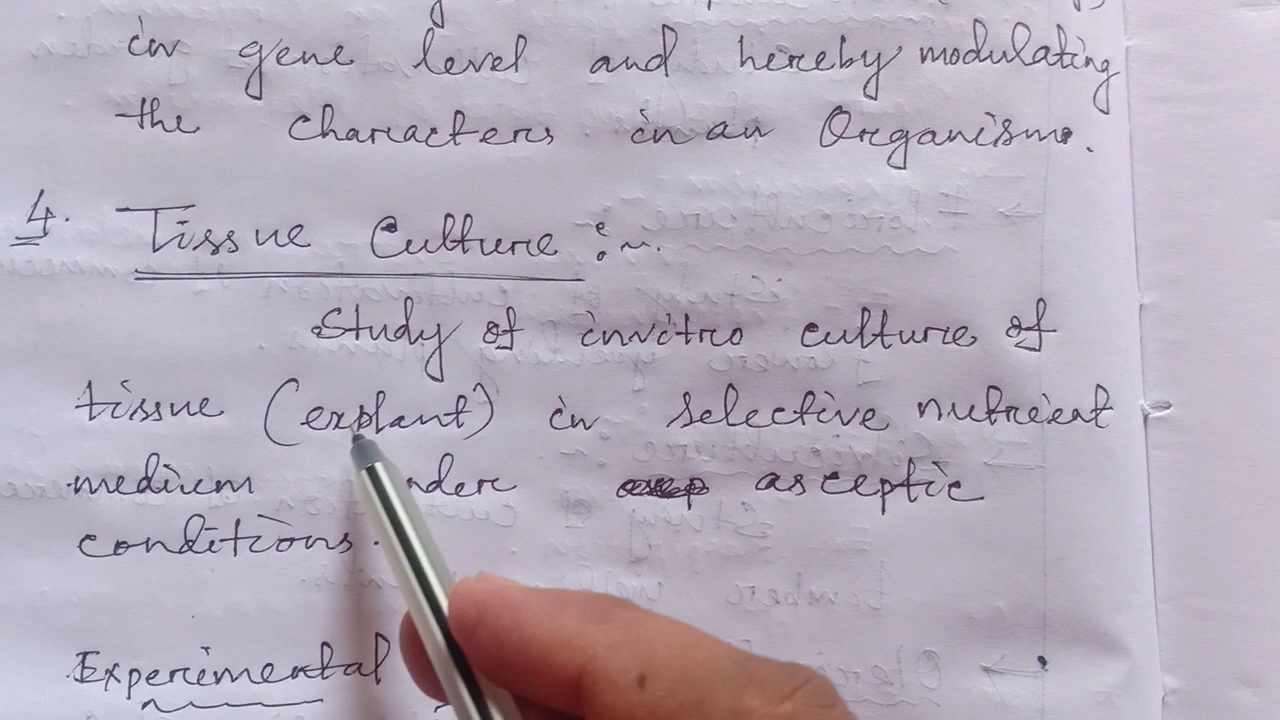 in gene level and hereby modulating
the characters in an Organism.
4. Tissue Culture :~.
Study of invitro culture of
tissue (explant) in selective nutrient
medium under asceptic
conditions.
Experimental